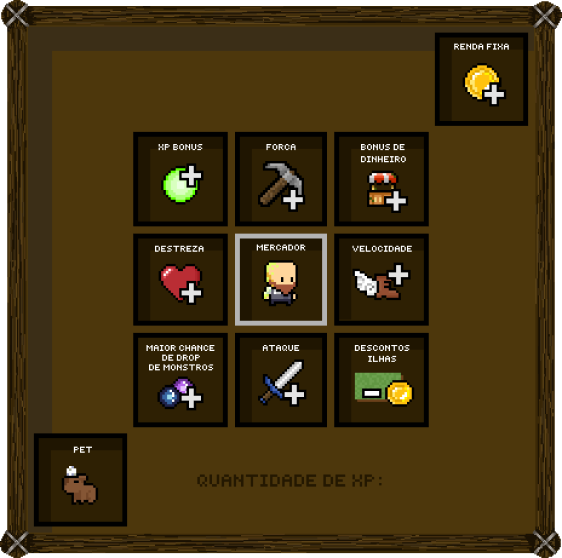 RENDA FIXA
XP BONUS
FORCA
BONUS DE
DINHEIRO
DESTREZA
MERCADOR
VELOCIDADE
MAIOR CHANCE
DE DROP
DE MONSTROS
ATAQUE
DESCONTOS
ILHAS
PET
QUANTIDADE DE XP: